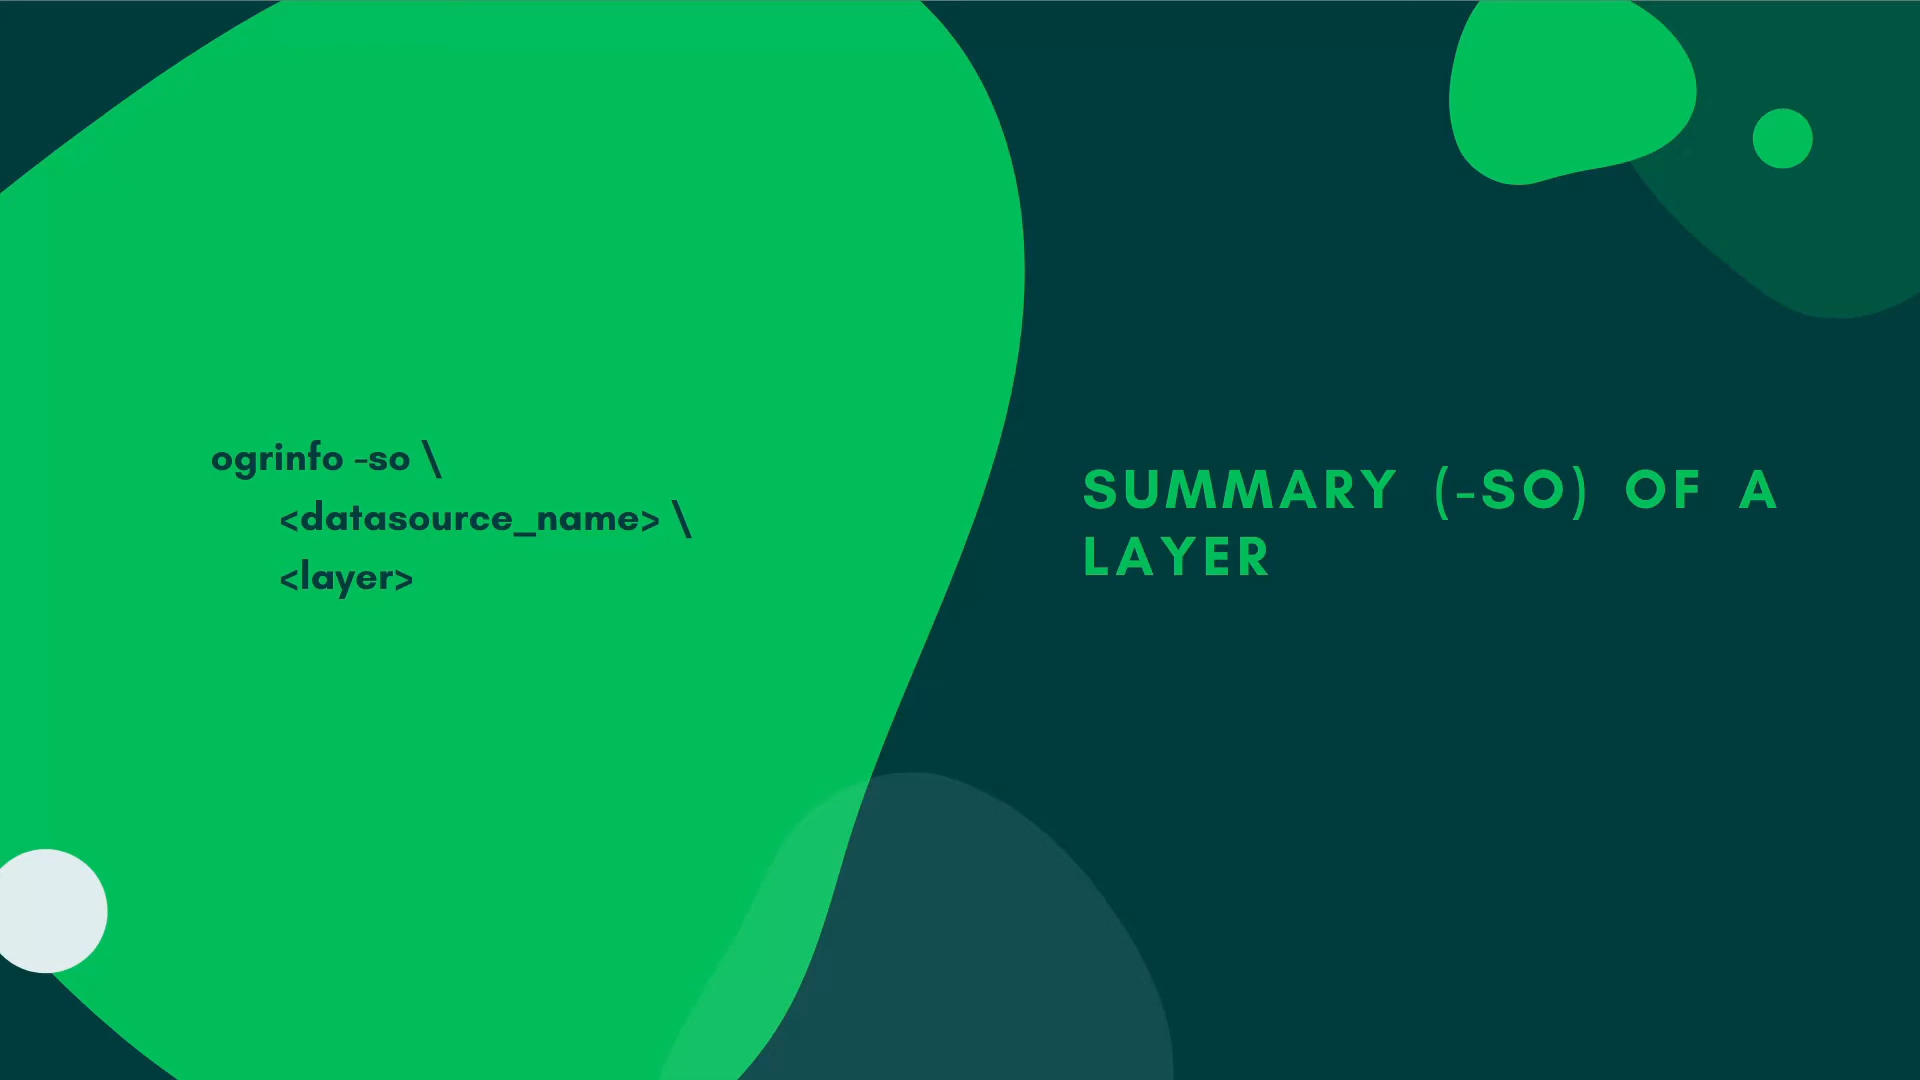 ogrinfo -so \
<datasource_name> \
<layer>
SUMMARY (-SO) OF A
LAYER